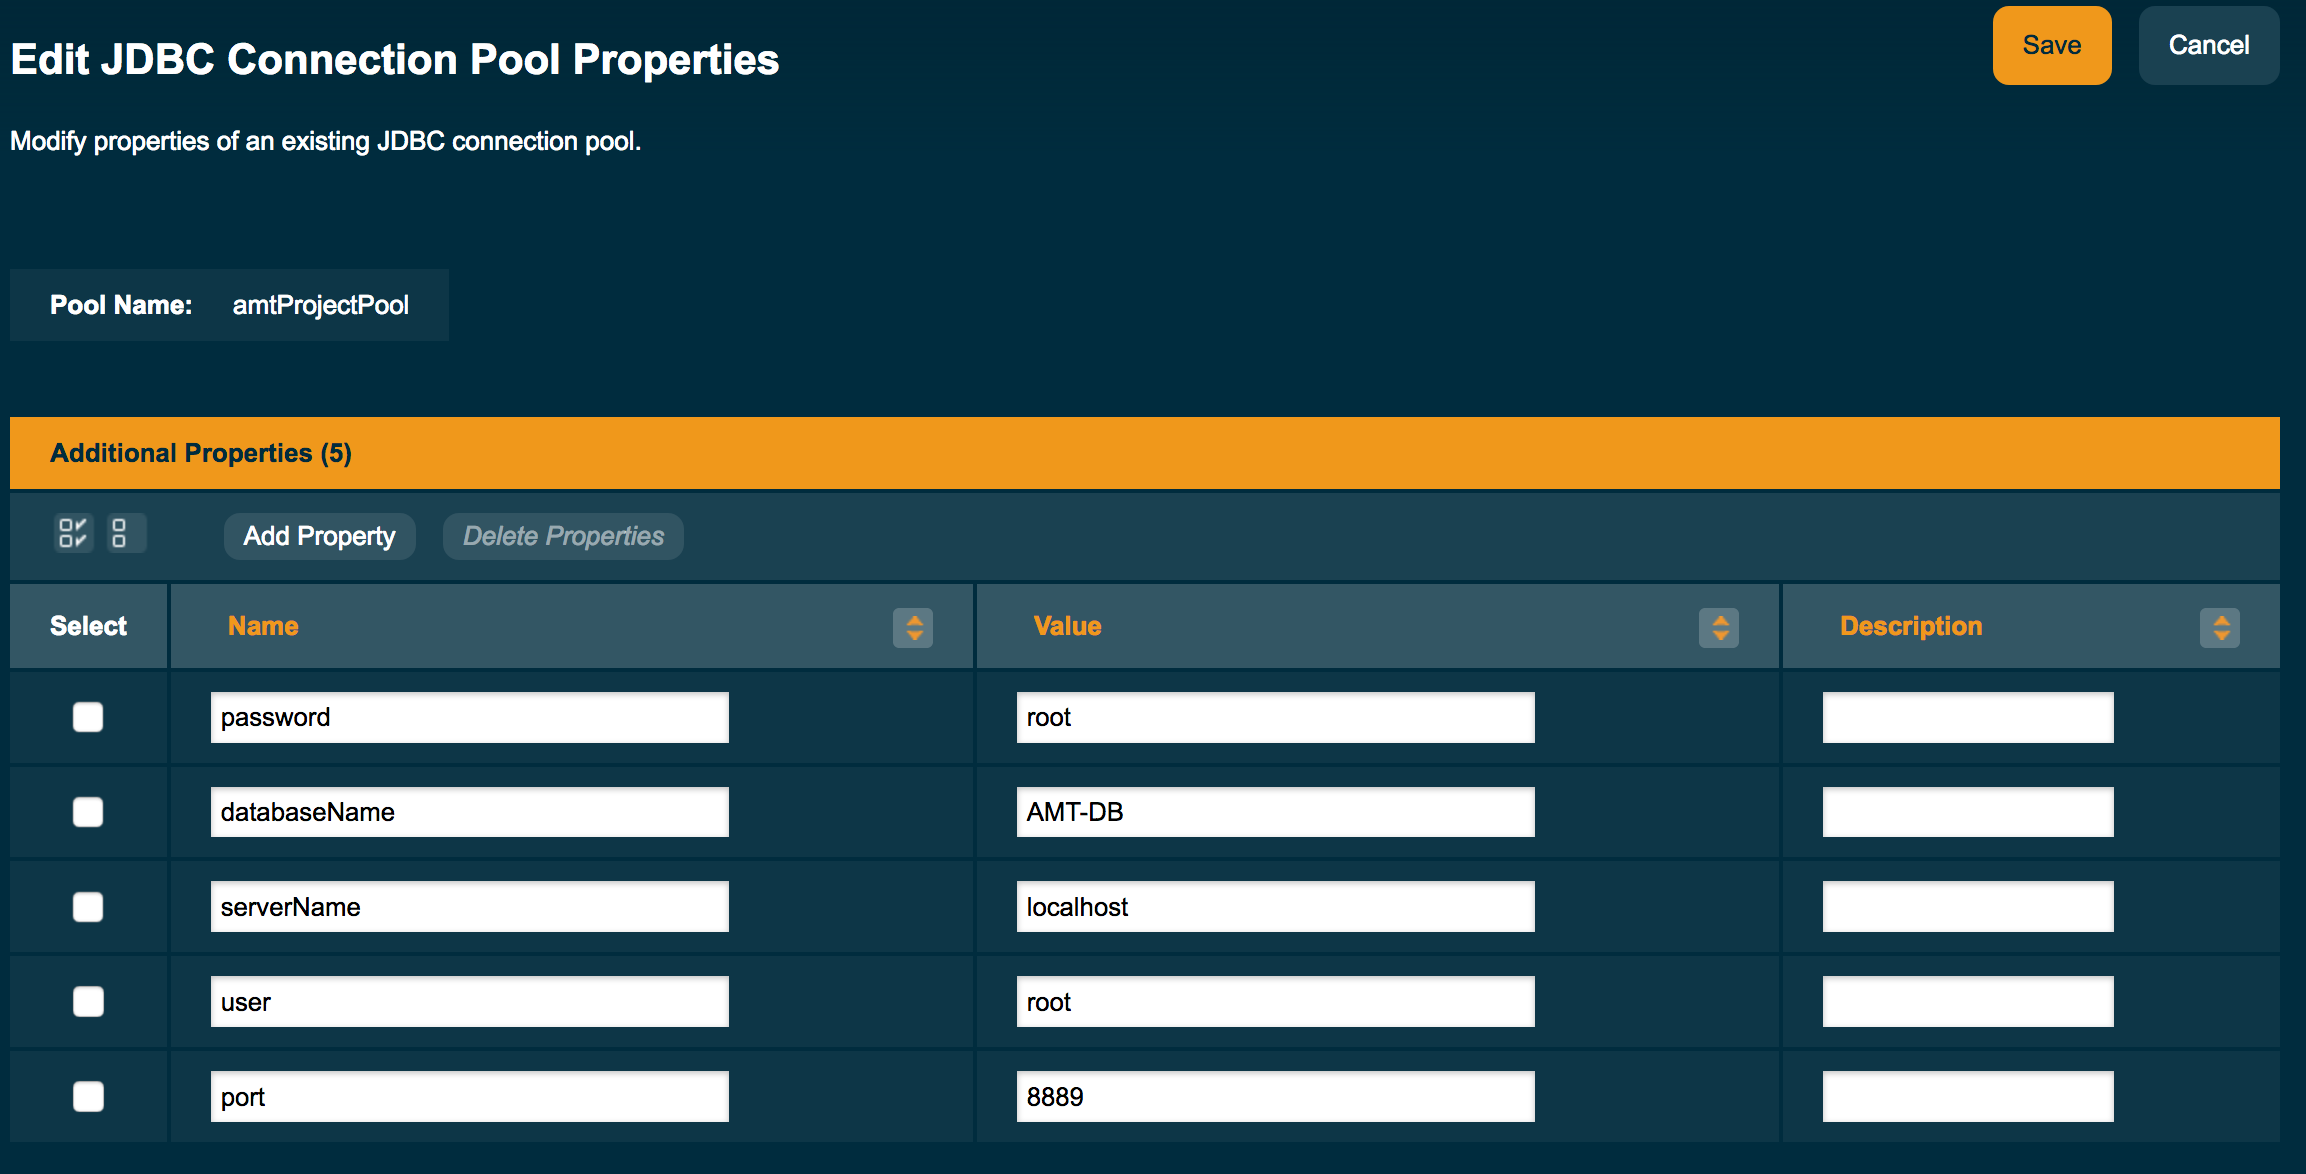 Edit JDBC Connection Pool Properties
Save Cancel
Modify properties of an existing JDBC connection pool.
Pool Name: amtProjectPool
Additional Properties (5)
Add Property Delete Properties
Select Name Value Description
password root
databaseName AMT-DB
serverName localhost
user root
port 8889